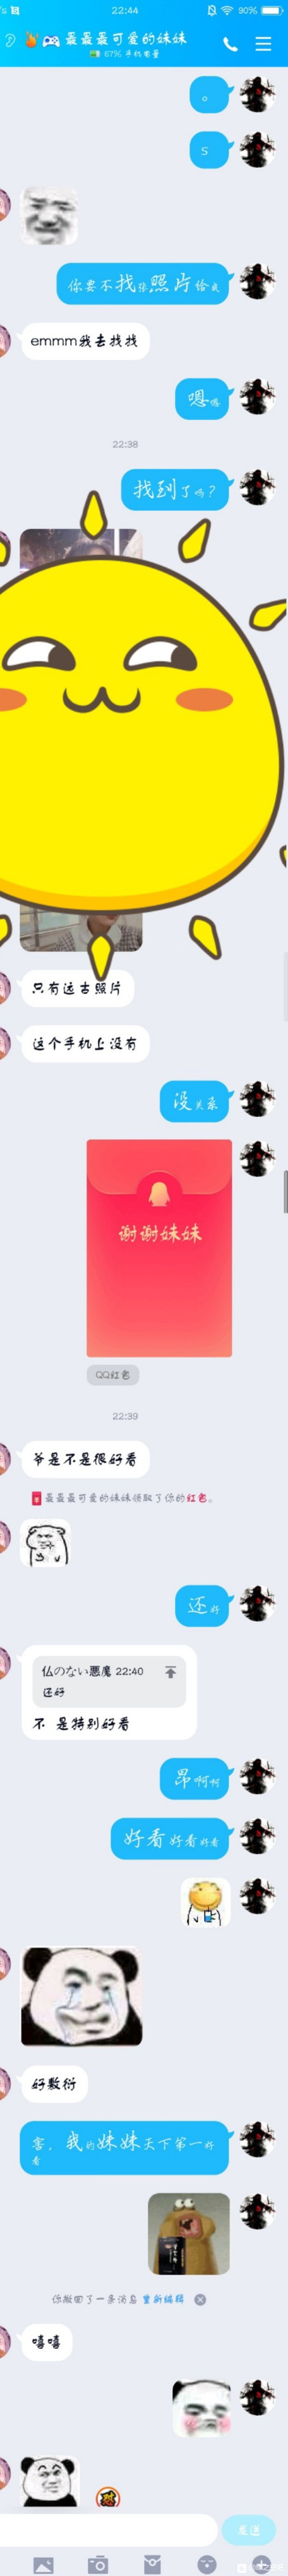 22:44
90%
最最最可爱的妹妹
67% 手机电量
。
S
你要不找张照片给我
emmm我去找找
嗯嗯
22:38
找到了吗？
只有远古照片
这个手机上没有
没关系
谢谢妹妹
QQ红包
22:39
爷是不是很好看
最最最可爱的妹妹领取了你的红包。
还好
仏のない悪魔 22:40
还好
不 是特别好看
昂啊啊
好看好看好看
好敷衍
害，我的妹妹天下第一好
看
你撤回了一条消息 重新编辑
嘻嘻
发送